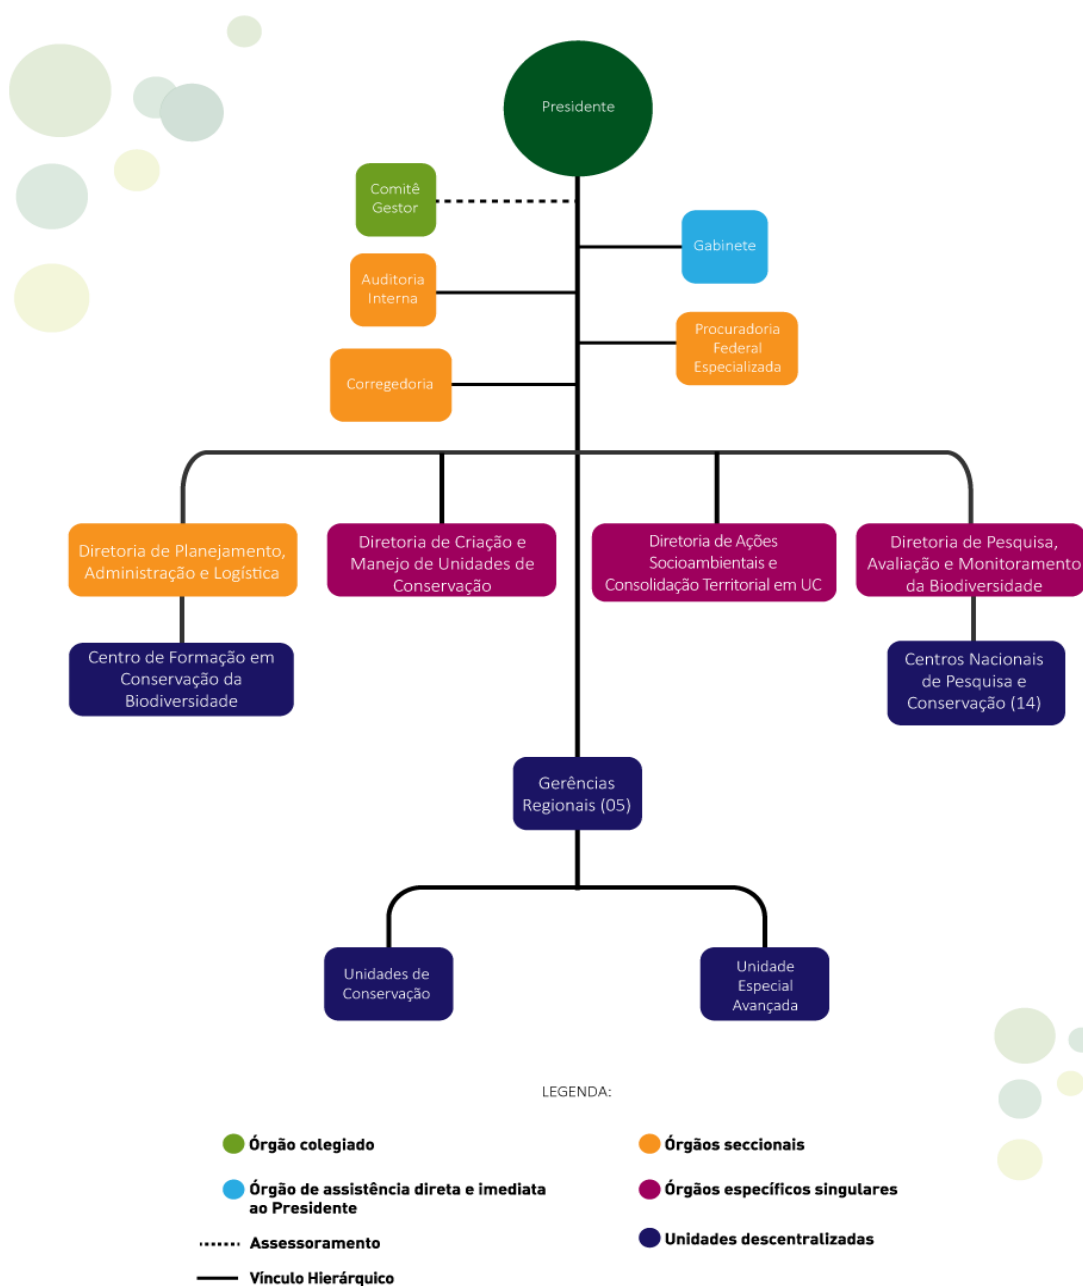 Presidente
Comitê
Gestor
Gabinete
Auditoria
Interna
Procuradoria
Federal
Especializada
Corregedoria
Diretoria de Planejamento,
Administração e Logística
Diretoria de Criação e
Manejo de Unidades de
Conservação
Diretoria de Ações
Socioambientais e
Consolidação Territorial em UC
Diretoria de Pesquisa,
Avaliação e Monitoramento
da Biodiversidade
Centro de Formação em
Conservação da
Biodiversidade
Centros Nacionais
de Pesquisa e
Conservação (14)
Gerências
Regionais (05)
Unidades de
Conservação
Unidade
Especial
Avançada
LEGENDA:
Órgão colegiado
Órgão de assistência direta e imediata
ao Presidente
Assessoramento
Vínculo Hierárquico
Órgãos seccionais
Órgãos específicos singulares
Unidades descentralizadas